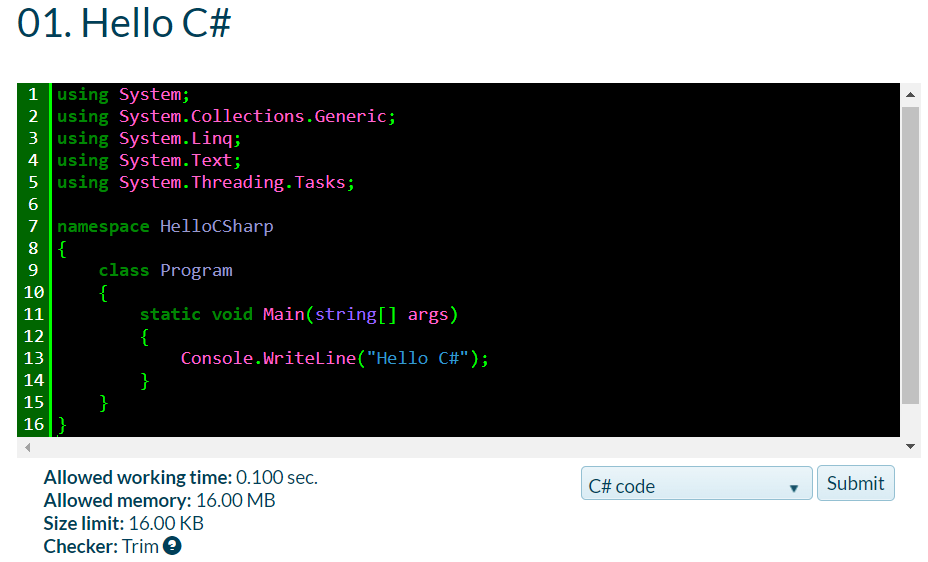 01. Hello C#
1 using System;
2 using System.Collections.Generic;
3 using System.Linq;
4 using System.Text;
5 using System.Threading.Tasks;
6
7 namespace HelloCSharp
8 {
9     class Program
10     {
11         static void Main(string[] args)
12         {
13             Console.WriteLine("Hello C#");
14         }
15     }
16 }
Allowed working time: 0.100 sec.
Allowed memory: 16.00 MB
Size limit: 16.00 KB
Checker: Trim ?
C# code
Submit